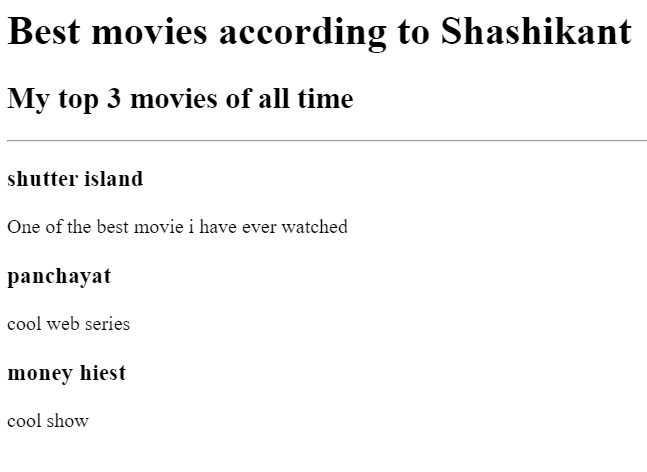 Best movies according to Shashikant
My top 3 movies of all time
shutter island
One of the best movie i have ever watched
panchayat
cool web series
money hiest
cool show